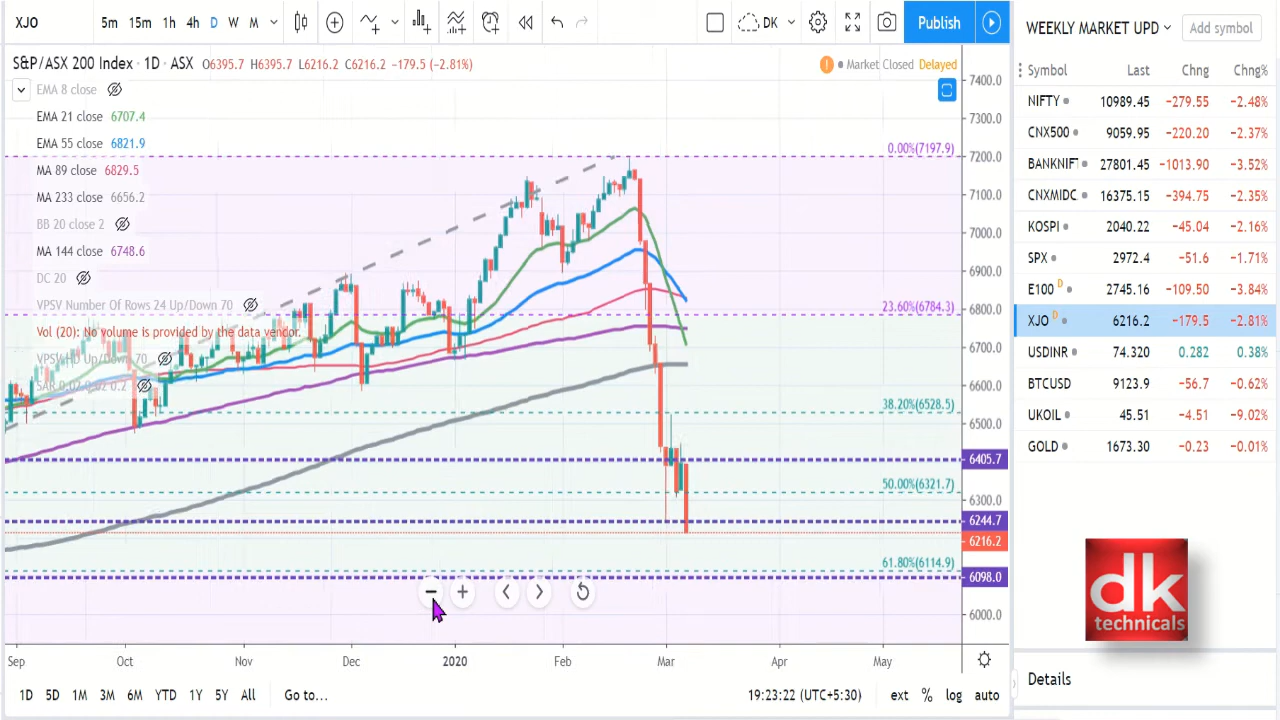 XJO 5m 15m 1h 4h D W M DK Publish
S&P/ASX 200 Index · 1D · ASX O6395.7 H6395.7 L6216.2 C6216.2 −179.5 (−2.81%) Market Closed Delayed
EMA 8 close
EMA 21 close 6707.4
EMA 55 close 6821.9
MA 89 close 6829.5
MA 233 close 6656.2
BB 20 close 2
MA 144 close 6748.6
DC 20
VPSV Number Of Rows 24 Up/Down 70
Vol (20): No volume is provided by the data vendor.
SAR 0.02 0.02 0.2
0.00%(7197.9)
23.60%(6784.3)
38.20%(6528.5)
50.00%(6321.7)
61.80%(6114.9)
7400.0
7300.0
7200.0
7100.0
7000.0
6900.0
6800.0
6700.0
6600.0
6500.0
6405.7
6300.0
6244.7
6216.2
6098.0
6000.0
Sep Oct Nov Dec 2020 Feb Mar Apr May
1D 5D 1M 3M 6M YTD 1Y 5Y All Go to... 19:23:22 (UTC+5:30) ext % log auto
WEEKLY MARKET UPD Add symbol
Symbol Last Chng Chng%
NIFTY 10989.45 −279.55 −2.48%
CNX500 9059.95 −220.20 −2.37%
BANKNIFT 27801.45 −1013.90 −3.52%
CNXMIDC 16375.15 −394.75 −2.35%
KOSPI 2040.22 −45.04 −2.16%
SPX 2972.4 −51.6 −1.71%
E100 D 2745.16 −109.50 −3.84%
XJO D 6216.2 −179.5 −2.81%
USDINR 74.320 0.282 0.38%
BTCUSD 9123.9 −56.7 −0.62%
UKOIL 45.51 −4.51 −9.02%
GOLD 1673.30 −0.23 −0.01%
dk
technicals
Details